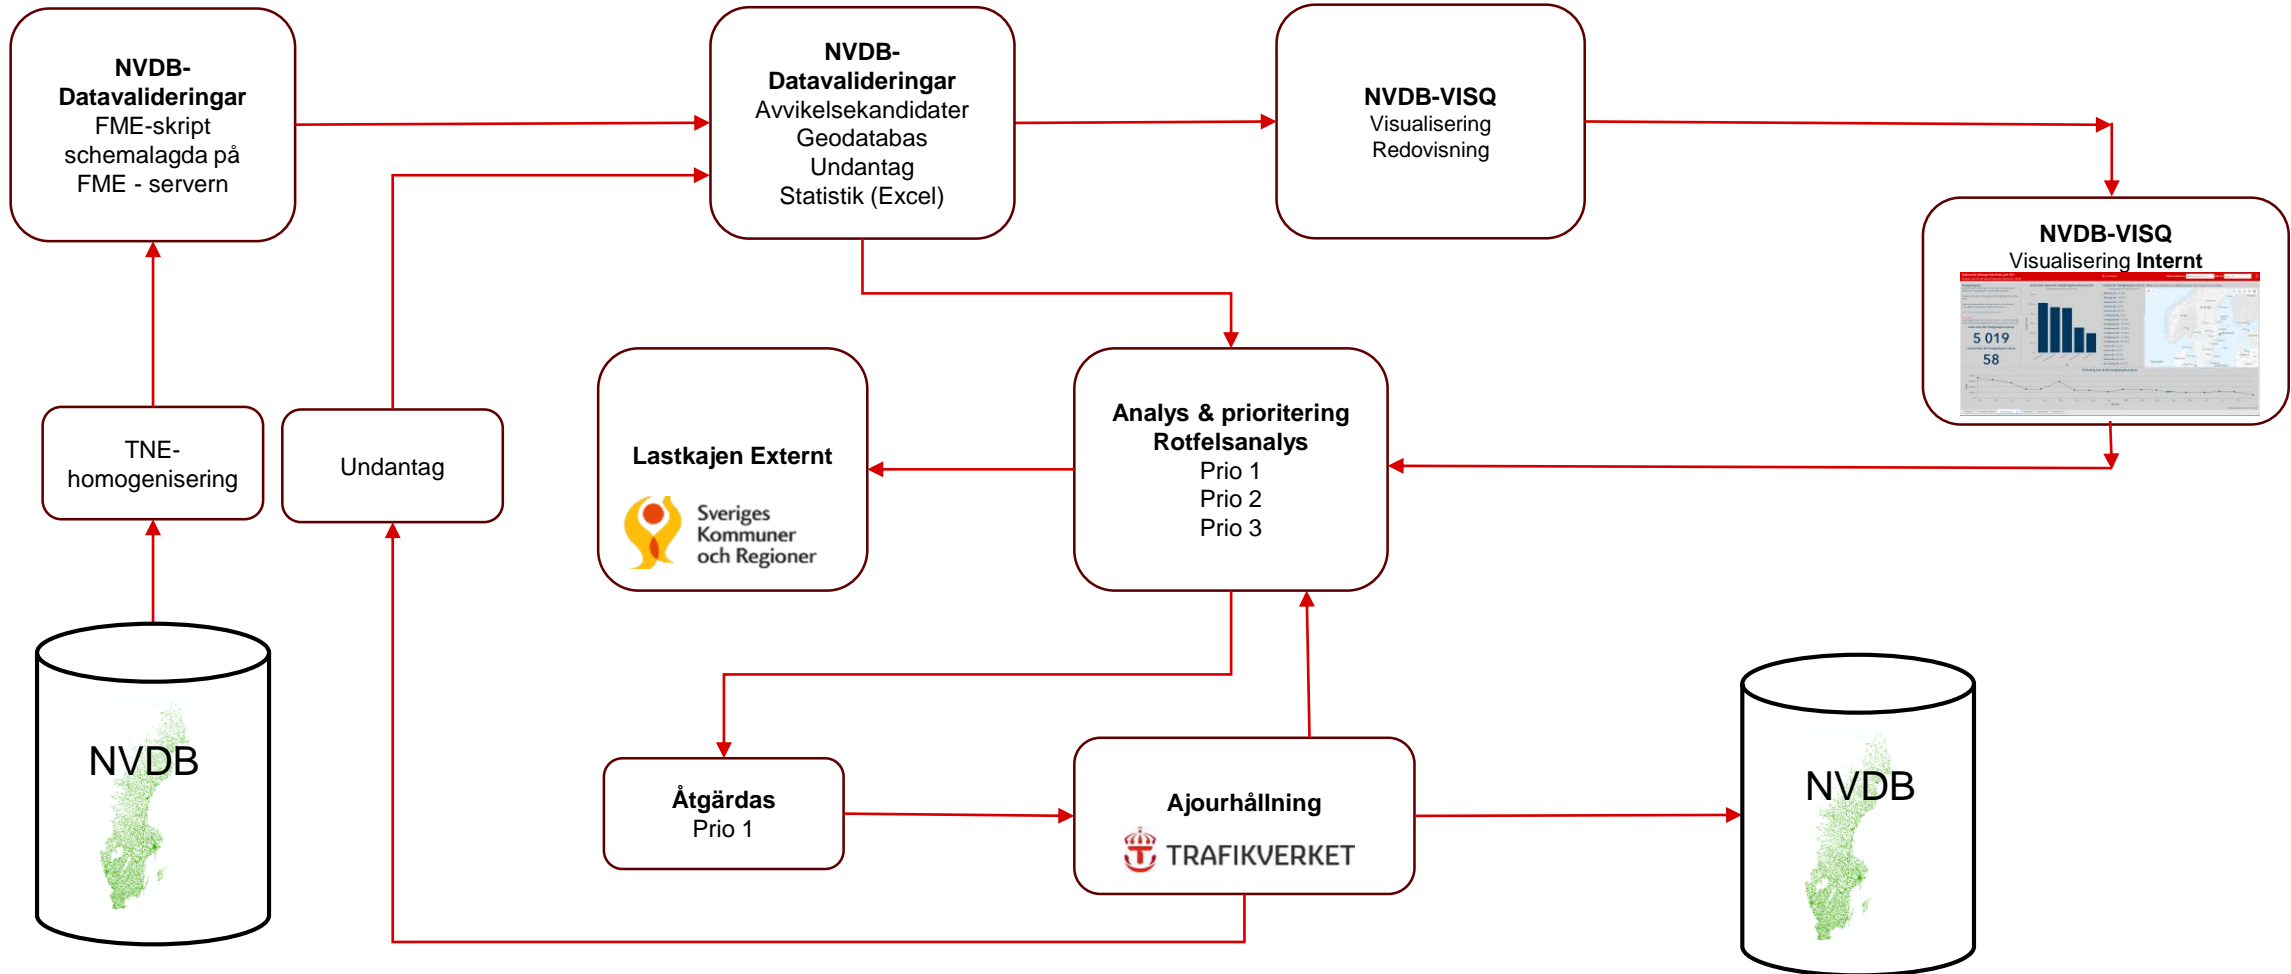 NVDB-
Datavalideringar
FME-skript
schemalagda på
FME - servern
NVDB-
Datavalideringar
Avvikelsekandidater
Geodatabas
Undantag
Statistik (Excel)
NVDB-VISQ
Visualisering
Redovisning
NVDB-VISQ
Visualisering Internt
5 019
58
TNE-
homogenisering
Undantag
Lastkajen Externt
Sveriges
Kommuner
och Regioner
Analys & prioritering
Rotfelsanalys
Prio 1
Prio 2
Prio 3
Åtgärdas
Prio 1
Ajourhållning
TRAFIKVERKET
NVDB
NVDB